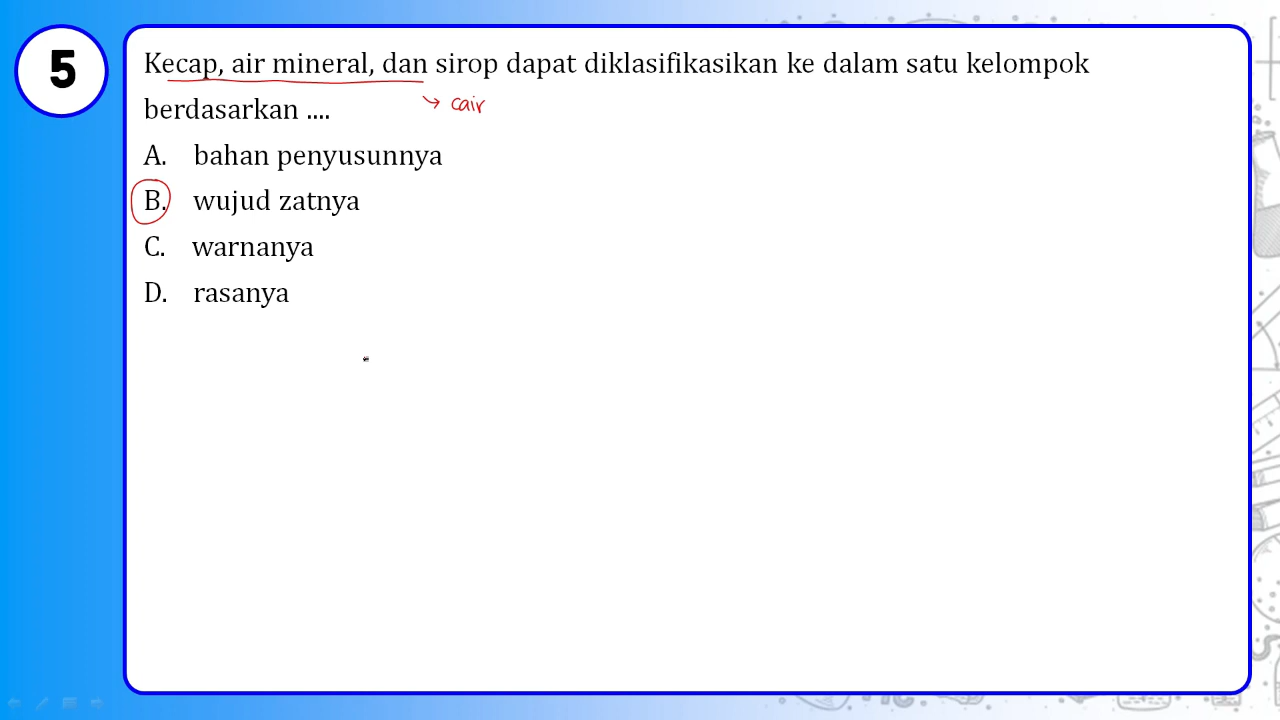 5
Kecap, air mineral, dan sirop dapat diklasifikasikan ke dalam satu kelompok
berdasarkan ....
cair
A. bahan penyusunnya
B. wujud zatnya
C. warnanya
D. rasanya